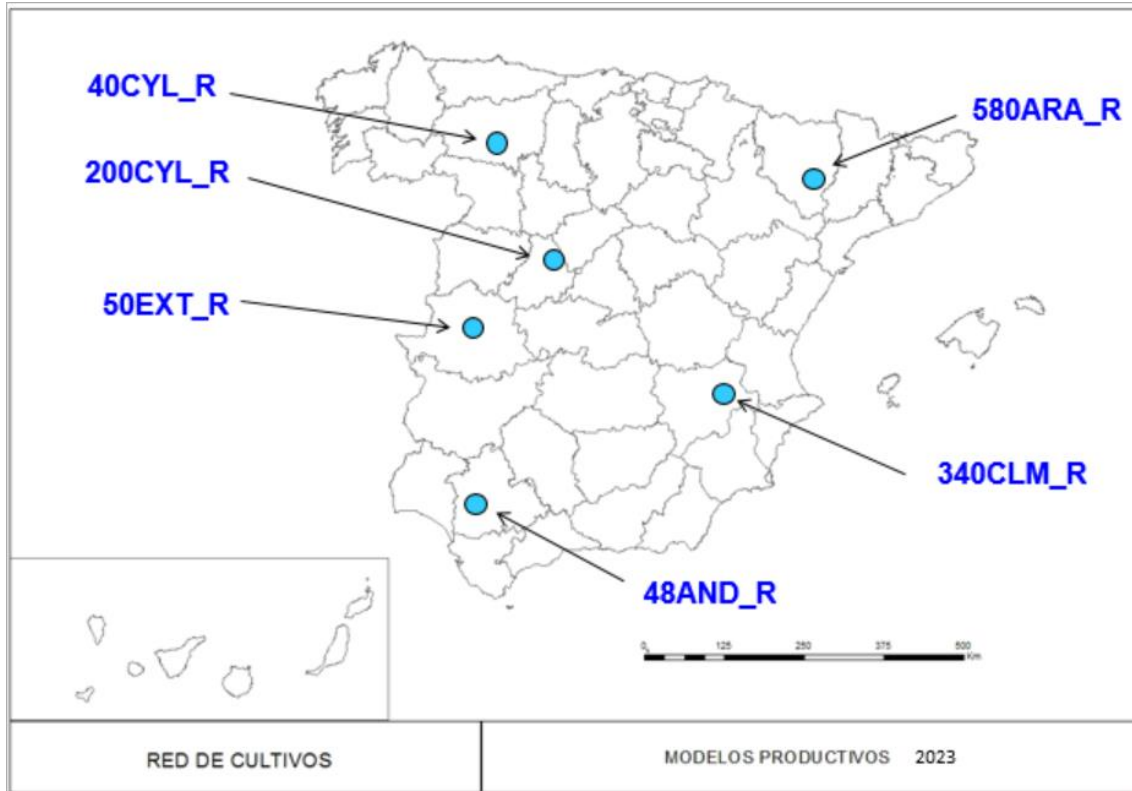 40CYL_R
580ARA_R
200CYL_R
50EXT_R
340CLM_R
48AND_R
0 125 250 375 500
Km
RED DE CULTIVOS
MODELOS PRODUCTIVOS 2023